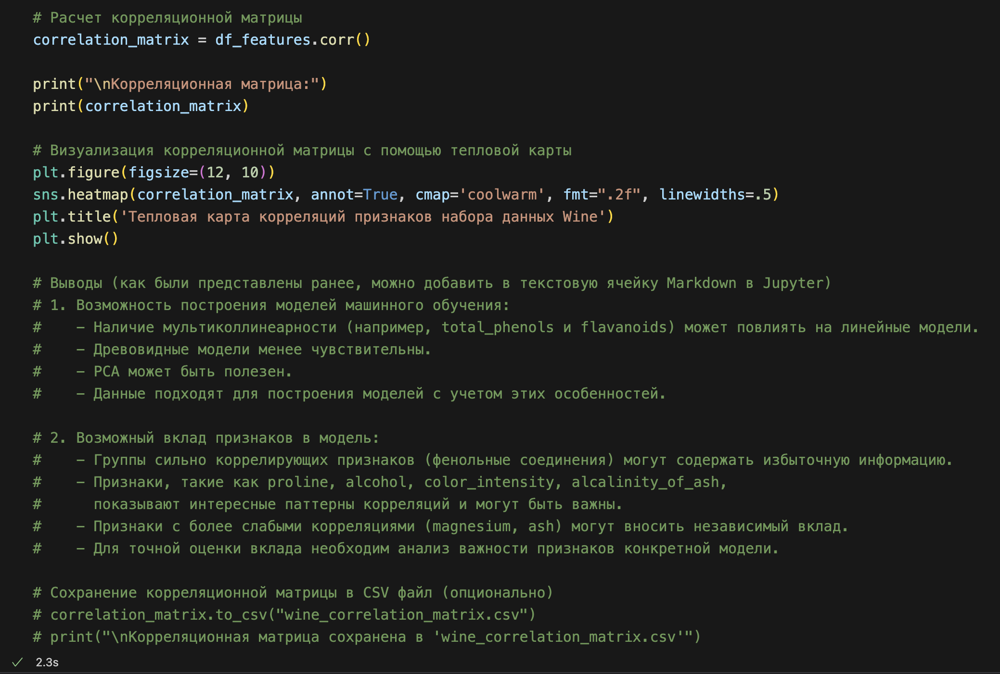 # Расчет корреляционной матрицы
correlation_matrix = df_features.corr()
print("\nКорреляционная матрица:")
print(correlation_matrix)
# Визуализация корреляционной матрицы с помощью тепловой карты
plt.figure(figsize=(12, 10))
sns.heatmap(correlation_matrix, annot=True, cmap='coolwarm', fmt=".2f", linewidths=.5)
plt.title('Тепловая карта корреляций признаков набора данных Wine')
plt.show()
# Выводы (как были представлены ранее, можно добавить в текстовую ячейку Markdown в Jupyter)
# 1. Возможность построения моделей машинного обучения:
#    - Наличие мультиколлинеарности (например, total_phenols и flavanoids) может повлиять на линейные модели.
#    - Древовидные модели менее чувствительны.
#    - PCA может быть полезен.
#    - Данные подходят для построения моделей с учетом этих особенностей.
# 2. Возможный вклад признаков в модель:
#    - Группы сильно коррелирующих признаков (фенольные соединения) могут содержать избыточную информацию.
#    - Признаки, такие как proline, alcohol, color_intensity, alcalinity_of_ash,
#      показывают интересные паттерны корреляций и могут быть важны.
#    - Признаки с более слабыми корреляциями (magnesium, ash) могут вносить независимый вклад.
#    - Для точной оценки вклада необходим анализ важности признаков конкретной модели.
# Сохранение корреляционной матрицы в CSV файл (опционально)
# correlation_matrix.to_csv("wine_correlation_matrix.csv")
# print("\nКорреляционная матрица сохранена в 'wine_correlation_matrix.csv'")
✓ 2.3s